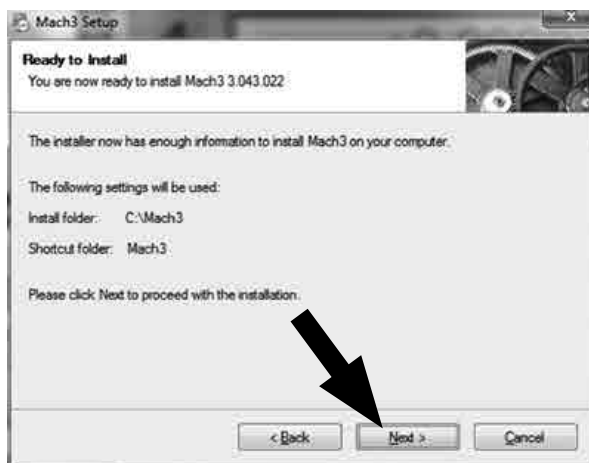 Mach3 Setup
x
Ready to Install
You are now ready to install Mach3 3.043.022
The installer now has enough information to install Mach3 on your computer.
The following settings will be used:
Install folder: C:\Mach3
Shortcut folder: Mach3
Please click Next to proceed with the installation.
< Back Next > Cancel